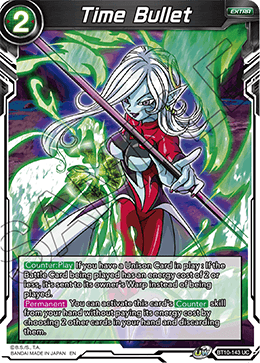 2
Time Bullet
EXTRA
Counter:Play If you have a Unison Card in play : If the
Battle Card being played has an energy cost of 2 or
less, it's sent to its owner's Warp instead of
being played.
Permanent You can activate this card's Counter skill
from your hand without paying its energy cost by
choosing 2 other cards in your hand and discarding
them.
©B.S./S., T.A.
BANDAI MADE IN JAPAN EN
BT10-143 UC